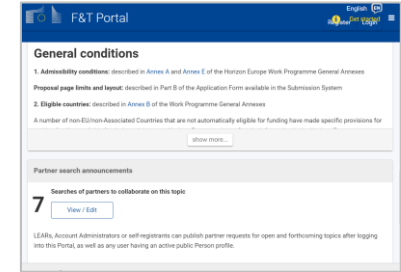 English EN
F&T Portal
Register Login
Get started
General conditions
1. Admissibility conditions: described in Annex A and Annex E of the Horizon Europe Work Programme General Annexes
Proposal page limits and layout: described in Part B of the Application Form available in the Submission System
2. Eligible countries: described in Annex B of the Work Programme General Annexes
A number of non-EU/non-Associated Countries that are not automatically eligible for funding have made specific provisions for
show more...
Partner search announcements
7
Searches of partners to collaborate on this topic
View / Edit
LEARs, Account Administrators or self-registrants can publish partner requests for open and forthcoming topics after logging
into this Portal, as well as any user having an active public Person profile.